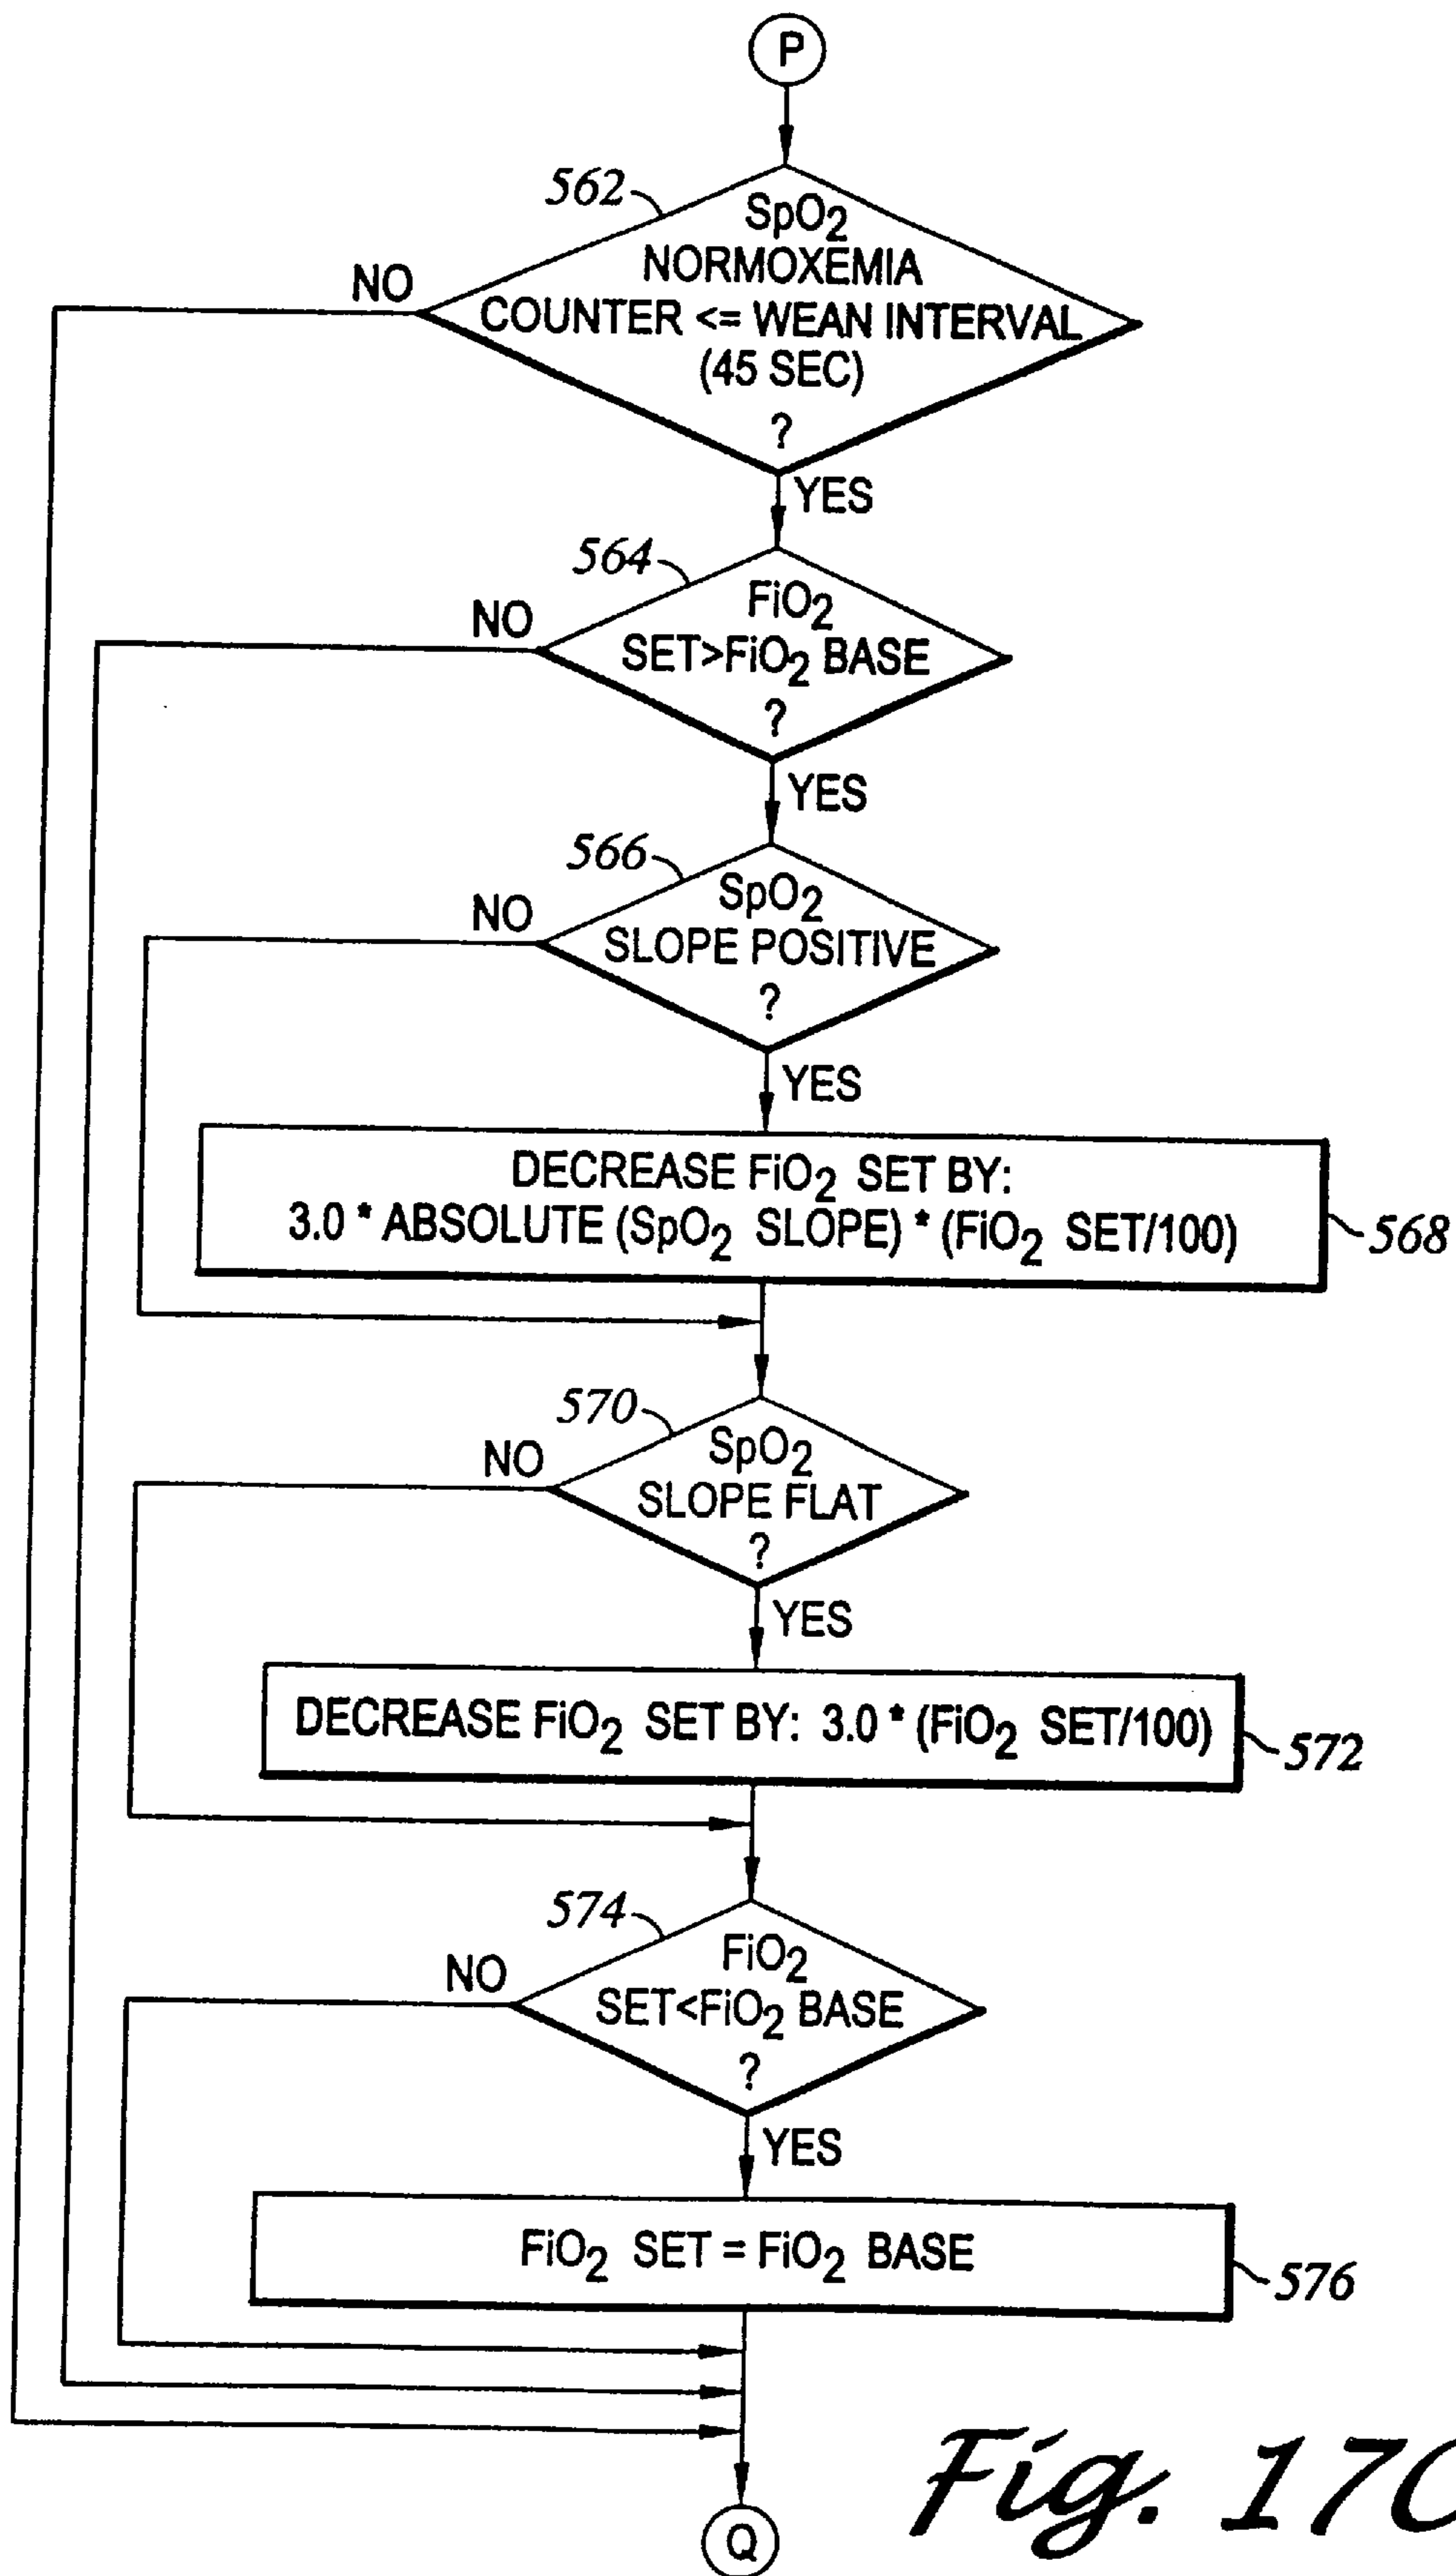 P
562
SpO2
NORMOXEMIA
COUNTER <= WEAN INTERVAL
(45 SEC)
?
NO
YES
564
FiO2
SET>FiO2 BASE
?
NO
YES
566
SpO2
SLOPE POSITIVE
?
NO
YES
DECREASE FiO2 SET BY:
3.0 * ABSOLUTE (SpO2 SLOPE) * (FiO2 SET/100)
568
570
SpO2
SLOPE FLAT
?
NO
YES
DECREASE FiO2 SET BY: 3.0 * (FiO2 SET/100)
572
574
FiO2
SET<FiO2 BASE
?
NO
YES
FiO2 SET = FiO2 BASE
576
Q
Fig.